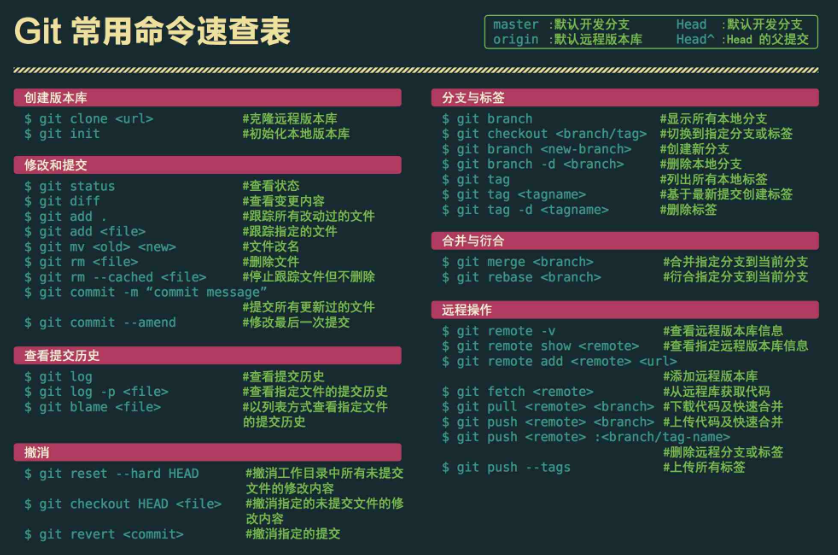 Git 常用命令速查表
master :默认开发分支 Head :默认开发分支
origin :默认远程版本库 Head^ :Head 的父提交
创建版本库
$ git clone <url> #克隆远程版本库
$ git init #初始化本地版本库
修改和提交
$ git status #查看状态
$ git diff #查看变更内容
$ git add . #跟踪所有改动过的文件
$ git add <file> #跟踪指定的文件
$ git mv <old> <new> #文件改名
$ git rm <file> #删除文件
$ git rm --cached <file> #停止跟踪文件但不删除
$ git commit -m “commit message”
#提交所有更新过的文件
$ git commit --amend #修改最后一次提交
查看提交历史
$ git log #查看提交历史
$ git log -p <file> #查看指定文件的提交历史
$ git blame <file> #以列表方式查看指定文件
的提交历史
撤消
$ git reset --hard HEAD #撤消工作目录中所有未提交
文件的修改内容
$ git checkout HEAD <file> #撤消指定的未提交文件的修
改内容
$ git revert <commit> #撤消指定的提交
分支与标签
$ git branch #显示所有本地分支
$ git checkout <branch/tag> #切换到指定分支或标签
$ git branch <new-branch> #创建新分支
$ git branch -d <branch> #删除本地分支
$ git tag #列出所有本地标签
$ git tag <tagname> #基于最新提交创建标签
$ git tag -d <tagname> #删除标签
合并与衍合
$ git merge <branch> #合并指定分支到当前分支
$ git rebase <branch> #衍合指定分支到当前分支
远程操作
$ git remote -v #查看远程版本库信息
$ git remote show <remote> #查看指定远程版本库信息
$ git remote add <remote> <url>
#添加远程版本库
$ git fetch <remote> #从远程库获取代码
$ git pull <remote> <branch> #下载代码及快速合并
$ git push <remote> <branch> #上传代码及快速合并
$ git push <remote> :<branch/tag-name>
#删除远程分支或标签
$ git push --tags #上传所有标签